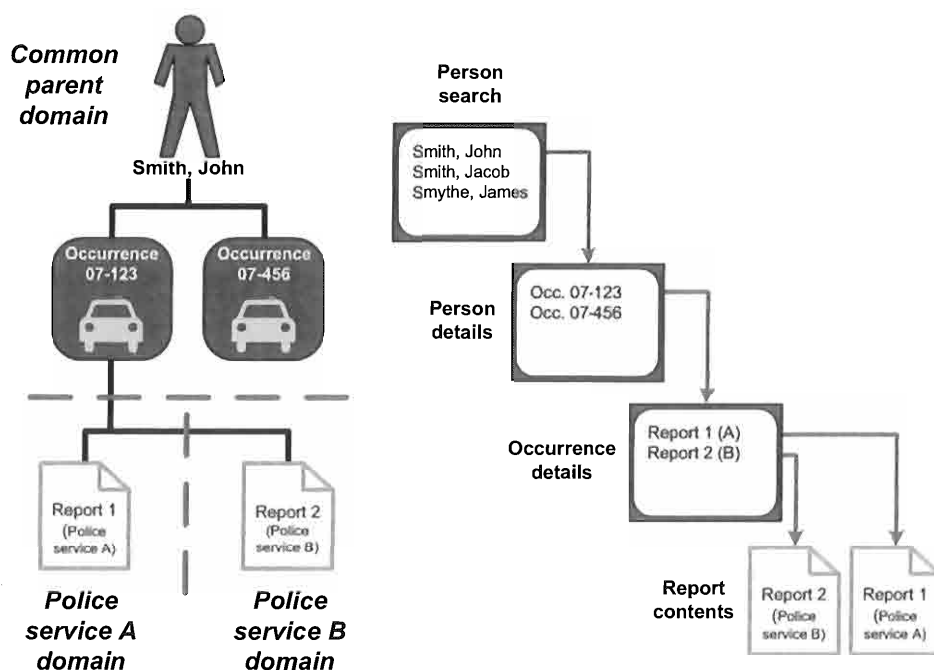 Common
parent
domain
Smith, John
Occurrence
07-123
Occurrence
07-456
Report 1
(Police
service A)
Report 2
(Police
service B)
Police
service A
domain
Police
service B
domain
Person
search
Smith, John
Smith, Jacob
Smythe, James
Person
details
Occ. 07-123
Occ. 07-456
Occurrence
details
Report 1 (A)
Report 2 (B)
Report
contents
Report 2
(Police
service B)
Report 1
(Police
service A)